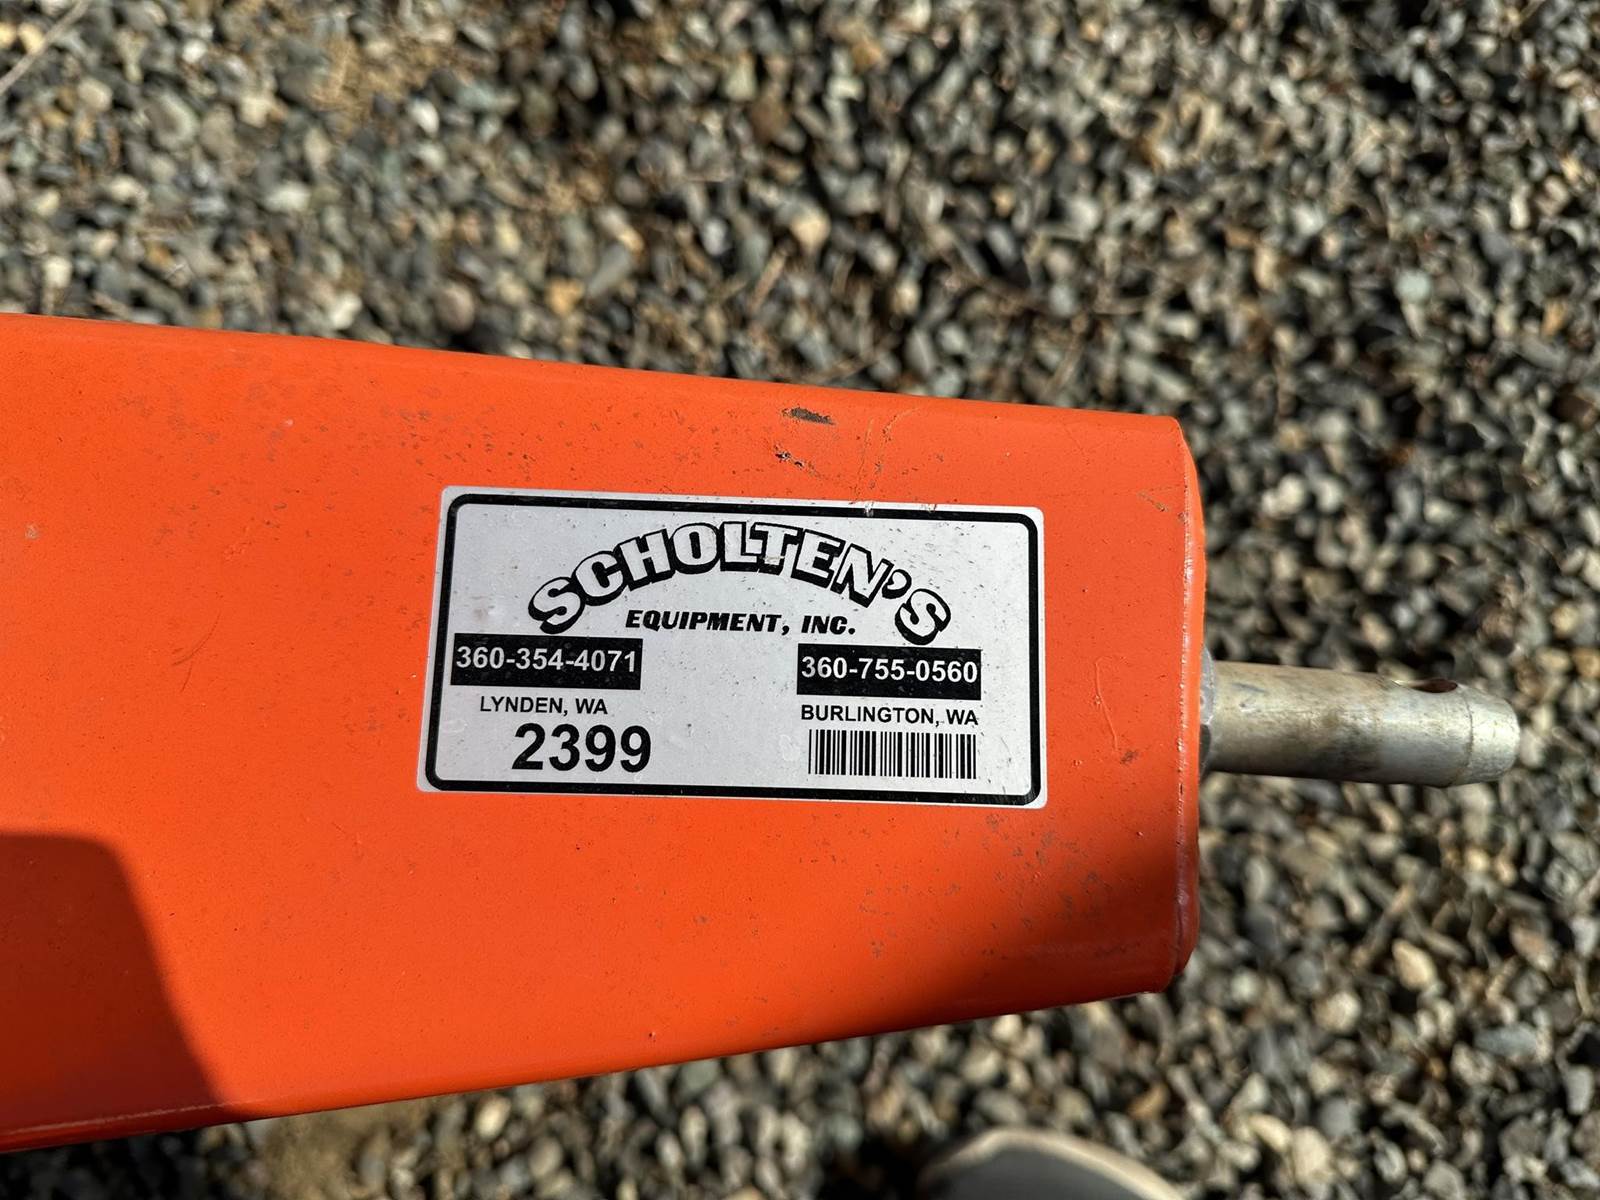 SCHOLTEN'S
EQUIPMENT, INC.
360-354-4071
LYNDEN, WA
2399
360-755-0560
BURLINGTON, WA